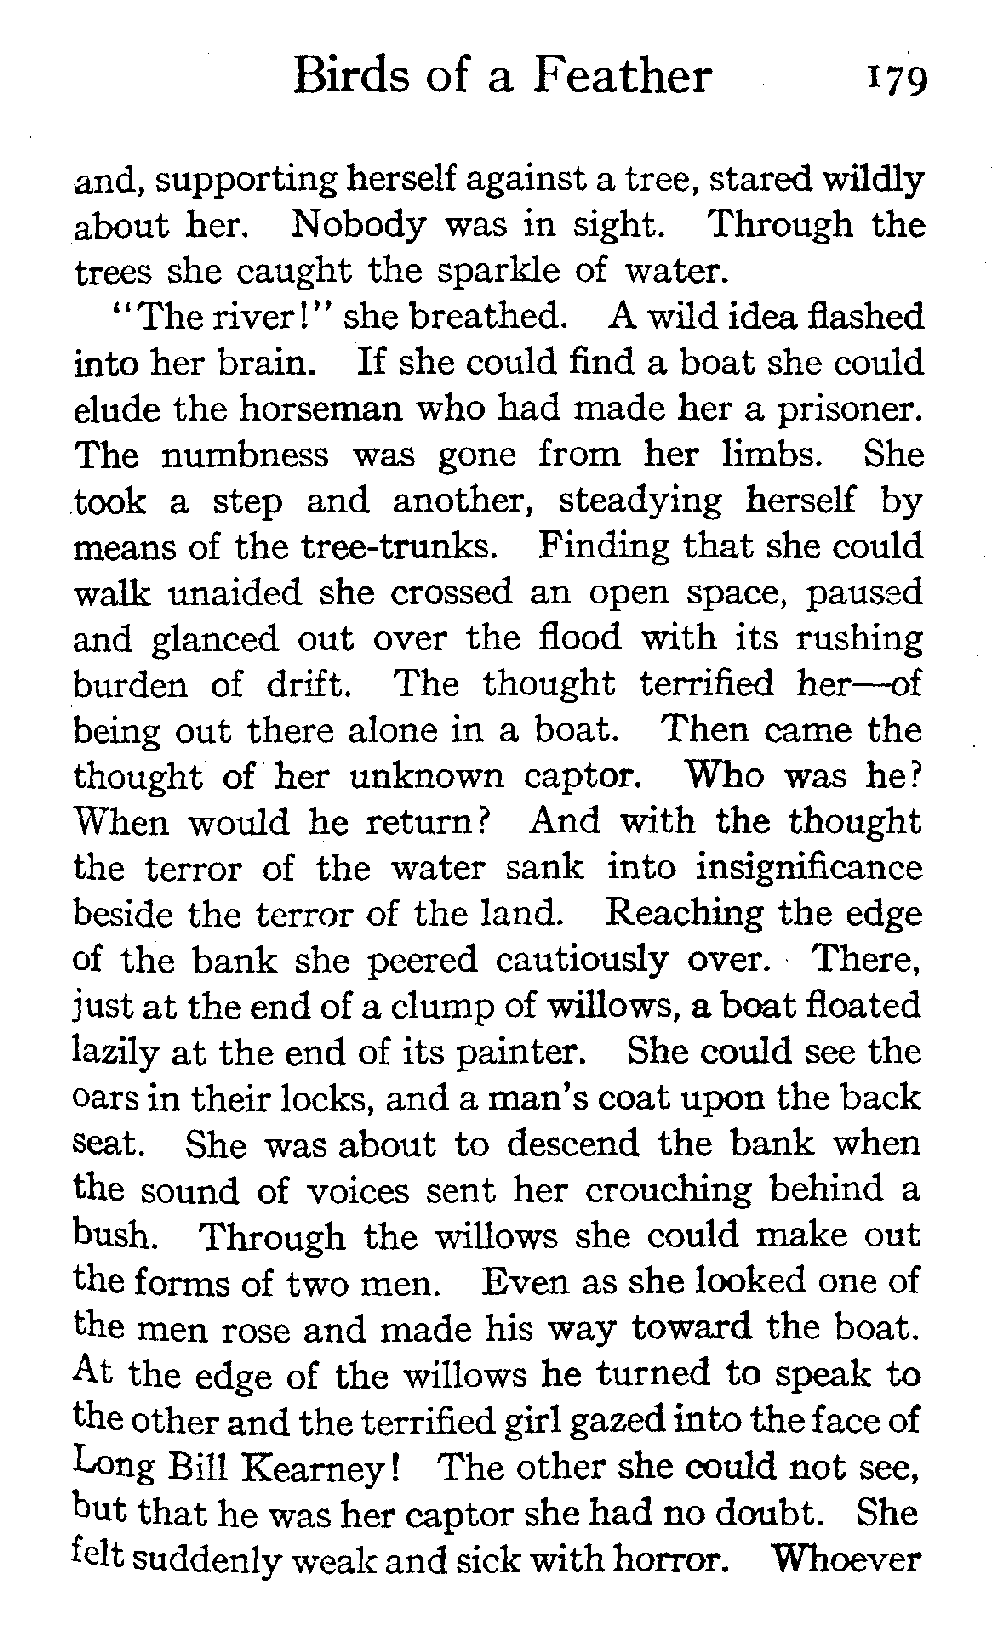 Birds of a Feather 179
and, supporting herself against a tree, stared wildly
about her. Nobody was in sight. Through the
trees she caught the sparkle of water.
"The river!" she breathed. A wild idea flashed
into her brain. If she could find a boat she could
elude the horseman who had made her a prisoner.
The numbness was gone from her limbs. She
took a step and another, steadying herself by
means of the tree-trunks. Finding that she could
walk unaided she crossed an open space, paused
and glanced out over the flood with its rushing
burden of drift. The thought terrified her—of
being out there alone in a boat. Then came the
thought of her unknown captor. Who was he?
When would he return? And with the thought
the terror of the water sank into insignificance
beside the terror of the land. Reaching the edge
of the bank she peered cautiously over. There,
just at the end of a clump of willows, a boat floated
lazily at the end of its painter. She could see the
oars in their locks, and a man's coat upon the back
seat. She was about to descend the bank when
the sound of voices sent her crouching behind a
bush. Through the willows she could make out
the forms of two men. Even as she looked one of
the men rose and made his way toward the boat.
At the edge of the willows he turned to speak to
the other and the terrified girl gazed into the face of
Long Bill Kearney! The other she could not see,
but that he was her captor she had no doubt. She
felt suddenly weak and sick with horror. Whoever